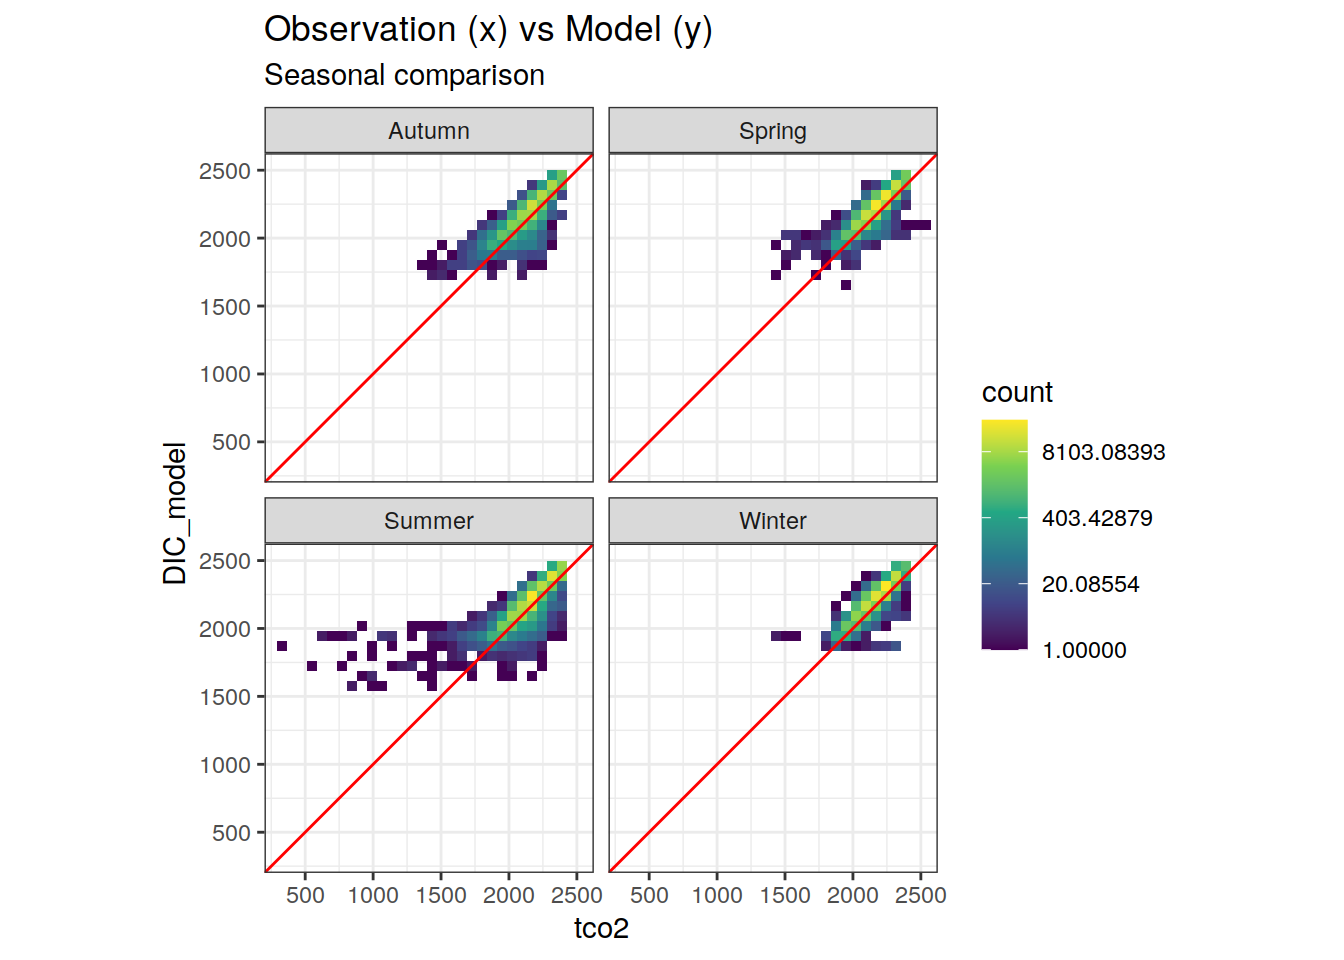 Observation (x) vs Model (y)
Seasonal comparison
Autumn
Spring
2500
2000
1500
1000
500
Summer
Winter
2500
2000
1500
1000
500
500 1000 1500 2000 2500
500 1000 1500 2000 2500
tco2
DIC_model
count
8103.08393
403.42879
20.08554
1.00000